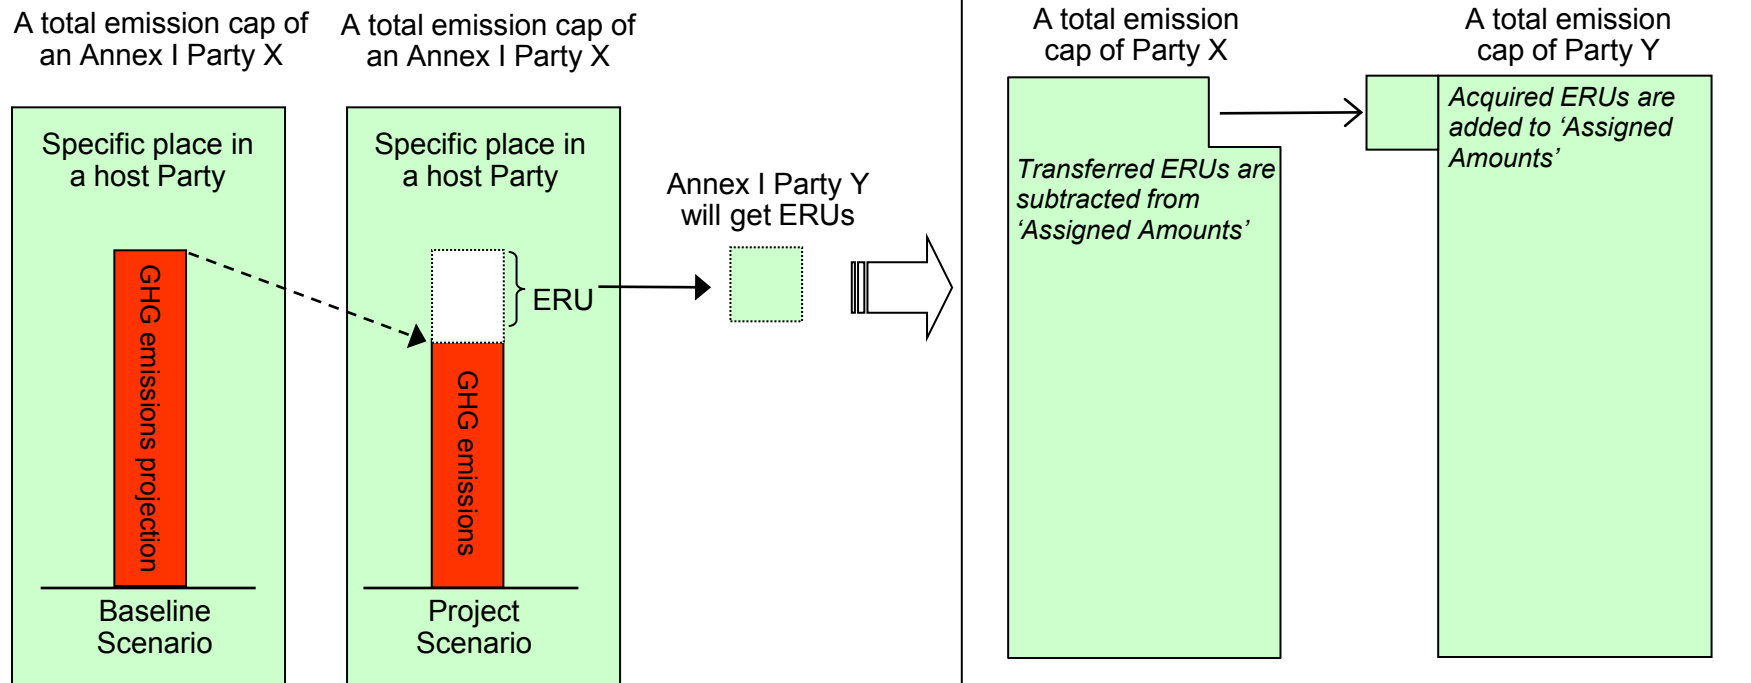 A total emission cap of
an Annex I Party X
A total emission cap of
an Annex I Party X
Specific place in
a host Party
GHG emissions projection
Baseline
Scenario
Specific place in
a host Party
ERU
GHG emissions
Project
Scenario
Annex I Party Y
will get ERUs
A total emission
cap of Party X
Transferred ERUs are
subtracted from
‘Assigned Amounts’
A total emission
cap of Party Y
Acquired ERUs are
added to ‘Assigned
Amounts’